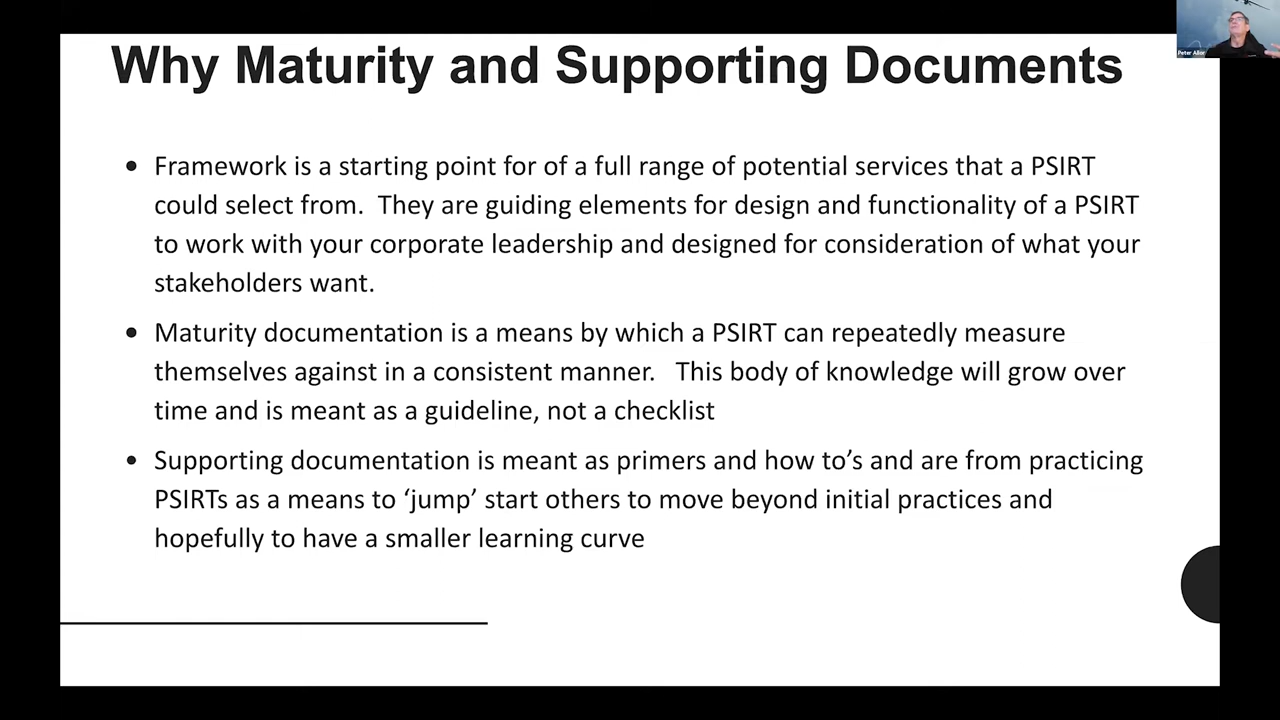 Why Maturity and Supporting Documents
Peter Allor
• Framework is a starting point for of a full range of potential services that a PSIRT
could select from.  They are guiding elements for design and functionality of a PSIRT
to work with your corporate leadership and designed for consideration of what your
stakeholders want.
• Maturity documentation is a means by which a PSIRT can repeatedly measure
themselves against in a consistent manner.   This body of knowledge will grow over
time and is meant as a guideline, not a checklist
• Supporting documentation is meant as primers and how to’s and are from practicing
PSIRTs as a means to ‘jump’ start others to move beyond initial practices and
hopefully to have a smaller learning curve